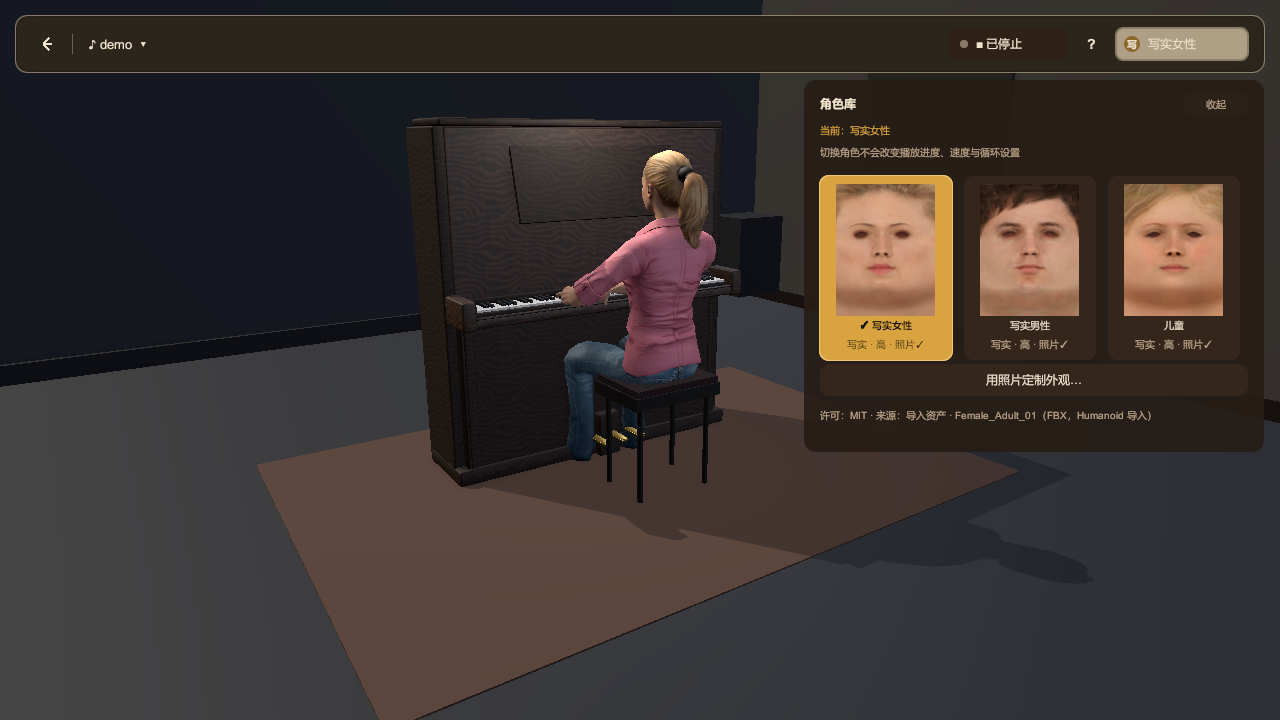 ♪ demo ▼
■ 已停止
?
写 写实女性
角色库
收起
当前：写实女性
切换角色不会改变播放进度、速度与循环设置
✔ 写实女性
写实 · 高 · 照片✓
写实男性
写实 · 高 · 照片✓
儿童
写实 · 高 · 照片✓
用照片定制外观...
许可：MIT · 来源：导入资产 · Female_Adult_01（FBX，Humanoid 导入）